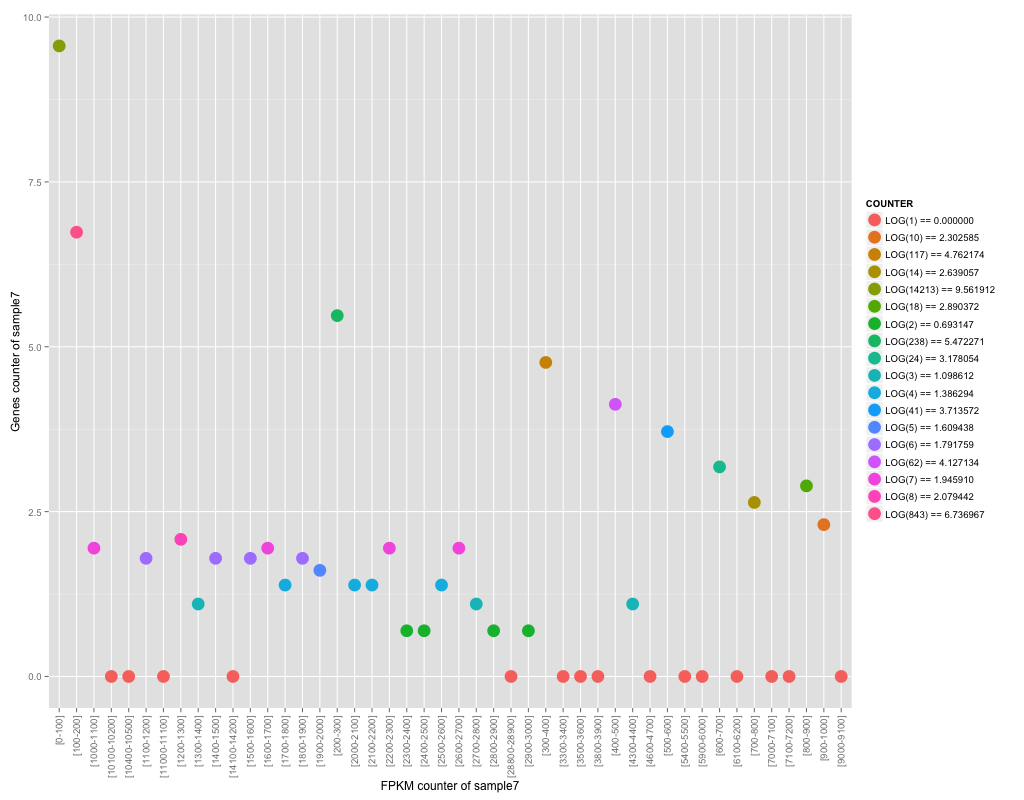 10.0
7.5
5.0
2.5
0.0
Genes counter of sample7
[0-100]
[100-200]
[1000-1100]
[10100-10200]
[10400-10500]
[1100-1200]
[11000-11100]
[1200-1300]
[1300-1400]
[14100-14200]
[1400-1500]
[1500-1600]
[1600-1700]
[1700-1800]
[1800-1900]
[1900-2000]
[200-300]
[2000-2100]
[2100-2200]
[2200-2300]
[2300-2400]
[2400-2500]
[2500-2600]
[2600-2700]
[2700-2800]
[2800-2900]
[28800-28900]
[2900-3000]
[300-400]
[3300-3400]
[3500-3600]
[3800-3900]
[400-500]
[4300-4400]
[4600-4700]
[500-600]
[5400-5500]
[5900-6000]
[600-700]
[6100-6200]
[700-800]
[7000-7100]
[7100-7200]
[800-900]
[900-1000]
[9000-9100]
FPKM counter of sample7
COUNTER
LOG(1) == 0.000000
LOG(10) == 2.302585
LOG(117) == 4.762174
LOG(14) == 2.639057
LOG(14213) == 9.561912
LOG(18) == 2.890372
LOG(2) == 0.693147
LOG(238) == 5.472271
LOG(24) == 3.178054
LOG(3) == 1.098612
LOG(4) == 1.386294
LOG(41) == 3.713572
LOG(5) == 1.609438
LOG(6) == 1.791759
LOG(62) == 4.127134
LOG(7) == 1.945910
LOG(8) == 2.079442
LOG(843) == 6.736967